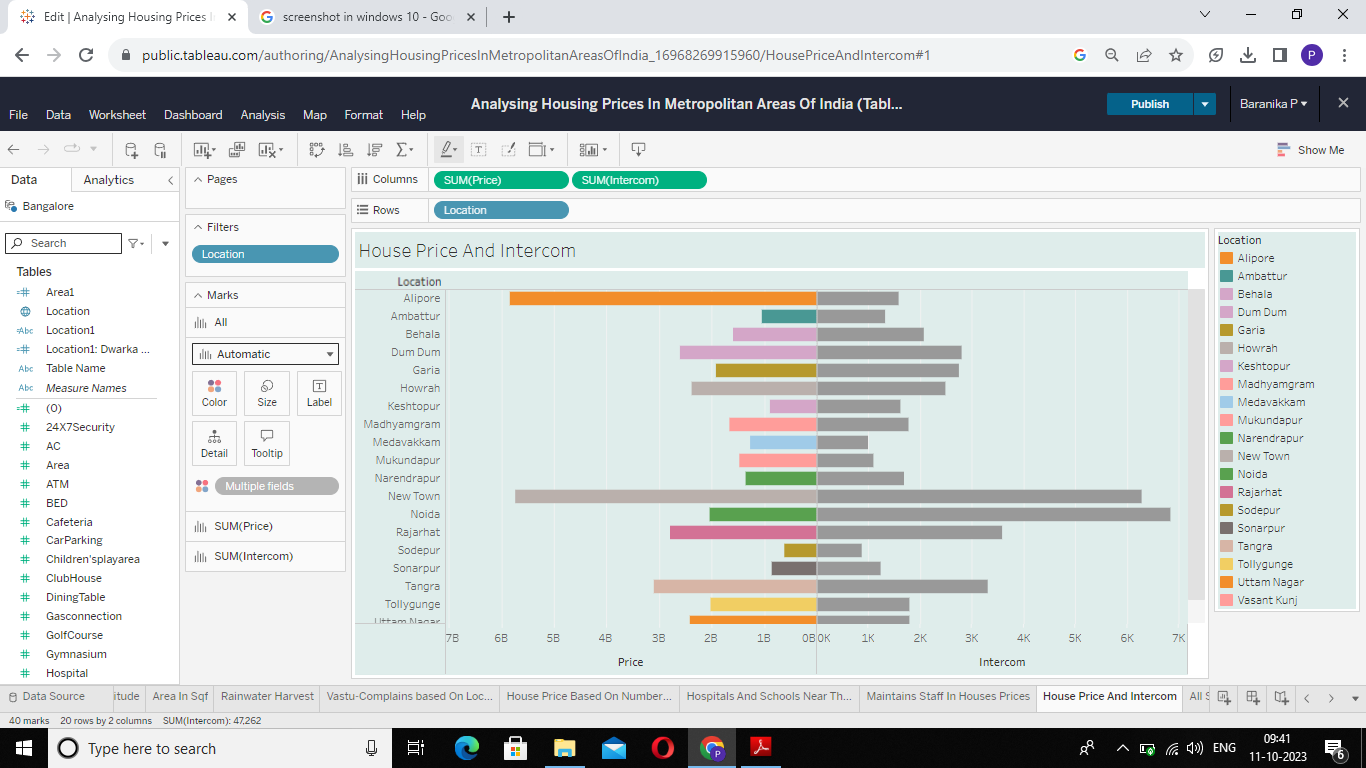 Edit | Analysing Housing Prices I
screenshot in windows 10 - Goo
public.tableau.com/authoring/AnalysingHousingPricesInMetropolitanAreasOfIndia_16968269915960/HousePriceAndIntercom#1
P
Analysing Housing Prices In Metropolitan Areas Of India (Tabl...
Publish
Baranika P
File Data Worksheet Dashboard Analysis Map Format Help
Show Me
Data Analytics
Bangalore
Search
Tables
Area1
Location
Abc Location1
Location1: Dwarka ...
Abc Table Name
Abc Measure Names
(0)
24X7Security
AC
Area
ATM
BED
Cafeteria
CarParking
Children'splayarea
ClubHouse
DiningTable
Gasconnection
GolfCourse
Gymnasium
Hospital
Pages
Filters
Location
Marks
All
Automatic
Color Size Label
Detail Tooltip
Multiple fields
SUM(Price)
SUM(Intercom)
Columns SUM(Price) SUM(Intercom)
Rows Location
House Price And Intercom
Location
Alipore
Ambattur
Behala
Dum Dum
Garia
Howrah
Keshtopur
Madhyamgram
Medavakkam
Mukundapur
Narendrapur
New Town
Noida
Rajarhat
Sodepur
Sonarpur
Tangra
Tollygunge
Uttam Nagar
7B 6B 5B 4B 3B 2B 1B 0B 0K 1K 2K 3K 4K 5K 6K 7K
Price Intercom
Location
Alipore
Ambattur
Behala
Dum Dum
Garia
Howrah
Keshtopur
Madhyamgram
Medavakkam
Mukundapur
Narendrapur
New Town
Noida
Rajarhat
Sodepur
Sonarpur
Tangra
Tollygunge
Uttam Nagar
Vasant Kunj
Data Source itude Area In Sqf Rainwater Harvest Vastu-Complains based On Loc... House Price Based On Number... Hospitals And Schools Near Th... Maintains Staff In Houses Prices House Price And Intercom All S
40 marks 20 rows by 2 columns SUM(Intercom): 47,262
Type here to search
P
ENG
09:41
11-10-2023
6